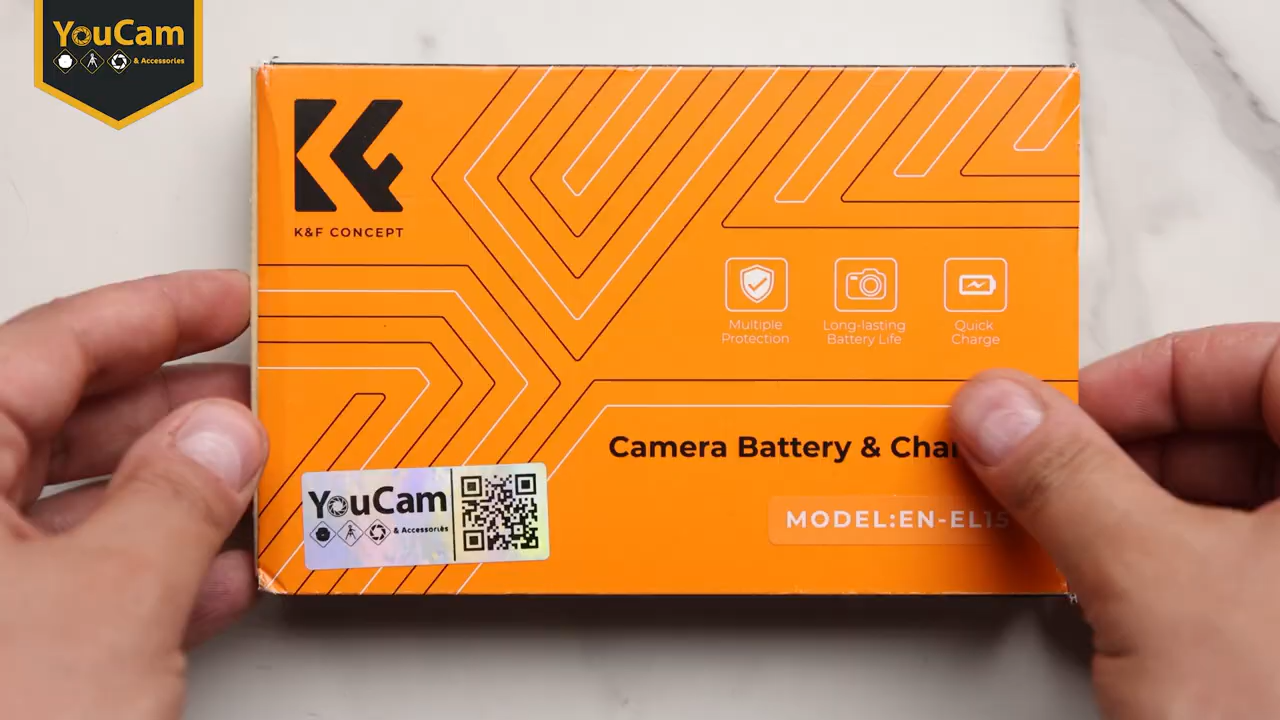 YouCam
& Accessories
KF
K&F CONCEPT
Multiple
Protection
Long-lasting
Battery Life
Quick
Charge
Camera Battery & Char
YouCam
& Accessories
MODEL:EN-EL15